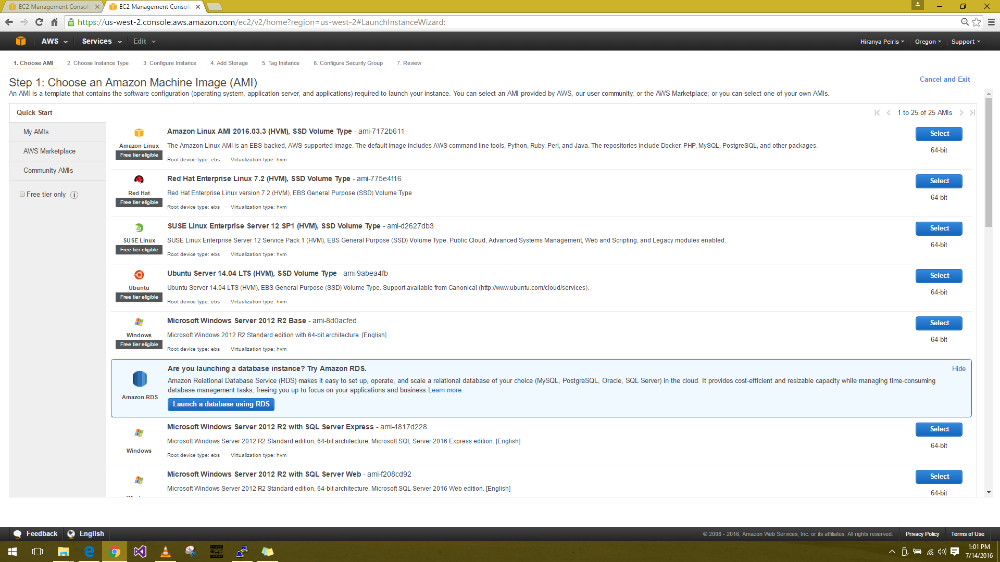 EC2 Management Consol
EC2 Management Console
https://us-west-2.console.aws.amazon.com/ec2/v2/home?region=us-west-2#LaunchInstanceWizard:
AWS Services Edit Hiranya Peiris Oregon Support
1. Choose AMI 2. Choose Instance Type 3. Configure Instance 4. Add Storage 5. Tag Instance 6. Configure Security Group 7. Review
Step 1: Choose an Amazon Machine Image (AMI)
Cancel and Exit
An AMI is a template that contains the software configuration (operating system, application server, and applications) required to launch your instance. You can select an AMI provided by AWS, our user community, or the AWS Marketplace; or you can select one of your own AMIs.
Quick Start
1 to 25 of 25 AMIs
My AMIs
AWS Marketplace
Community AMIs
Free tier only
Amazon Linux
Free tier eligible
Amazon Linux AMI 2016.03.3 (HVM), SSD Volume Type - ami-7172b611
The Amazon Linux AMI is an EBS-backed, AWS-supported image. The default image includes AWS command line tools, Python, Ruby, Perl, and Java. The repositories include Docker, PHP, MySQL, PostgreSQL, and other packages.
Root device type: ebs Virtualization type: hvm
Select
64-bit
Red Hat
Free tier eligible
Red Hat Enterprise Linux 7.2 (HVM), SSD Volume Type - ami-775e4f16
Red Hat Enterprise Linux version 7.2 (HVM), EBS General Purpose (SSD) Volume Type
Root device type: ebs Virtualization type: hvm
Select
64-bit
SUSE Linux
Free tier eligible
SUSE Linux Enterprise Server 12 SP1 (HVM), SSD Volume Type - ami-d2627db3
SUSE Linux Enterprise Server 12 Service Pack 1 (HVM), EBS General Purpose (SSD) Volume Type. Public Cloud, Advanced Systems Management, Web and Scripting, and Legacy modules enabled.
Root device type: ebs Virtualization type: hvm
Select
64-bit
Ubuntu
Free tier eligible
Ubuntu Server 14.04 LTS (HVM), SSD Volume Type - ami-9abea4fb
Ubuntu Server 14.04 LTS (HVM), EBS General Purpose (SSD) Volume Type. Support available from Canonical (http://www.ubuntu.com/cloud/services).
Root device type: ebs Virtualization type: hvm
Select
64-bit
Windows
Free tier eligible
Microsoft Windows Server 2012 R2 Base - ami-8d0acfed
Microsoft Windows 2012 R2 Standard edition with 64-bit architecture. [English]
Root device type: ebs Virtualization type: hvm
Select
64-bit
Amazon RDS
Are you launching a database instance? Try Amazon RDS.
Hide
Amazon Relational Database Service (RDS) makes it easy to set up, operate, and scale a relational database of your choice (MySQL, PostgreSQL, Oracle, SQL Server) in the cloud. It provides cost-efficient and resizable capacity while managing time-consuming
database management tasks, freeing you up to focus on your applications and business. Learn more.
Launch a database using RDS
Windows
Microsoft Windows Server 2012 R2 with SQL Server Express - ami-4817d228
Microsoft Windows Server 2012 R2 Standard edition, 64-bit architecture, Microsoft SQL Server 2016 Express edition. [English]
Root device type: ebs Virtualization type: hvm
Select
64-bit
Microsoft Windows Server 2012 R2 with SQL Server Web - ami-f208cd92
Microsoft Windows Server 2012 R2 Standard edition, 64-bit architecture, Microsoft SQL Server 2016 Web edition. [English]
Select
64-bit
Feedback English
© 2008 - 2016, Amazon Web Services, Inc. or its affiliates. All rights reserved. Privacy Policy Terms of Use
1:01 PM
7/14/2016